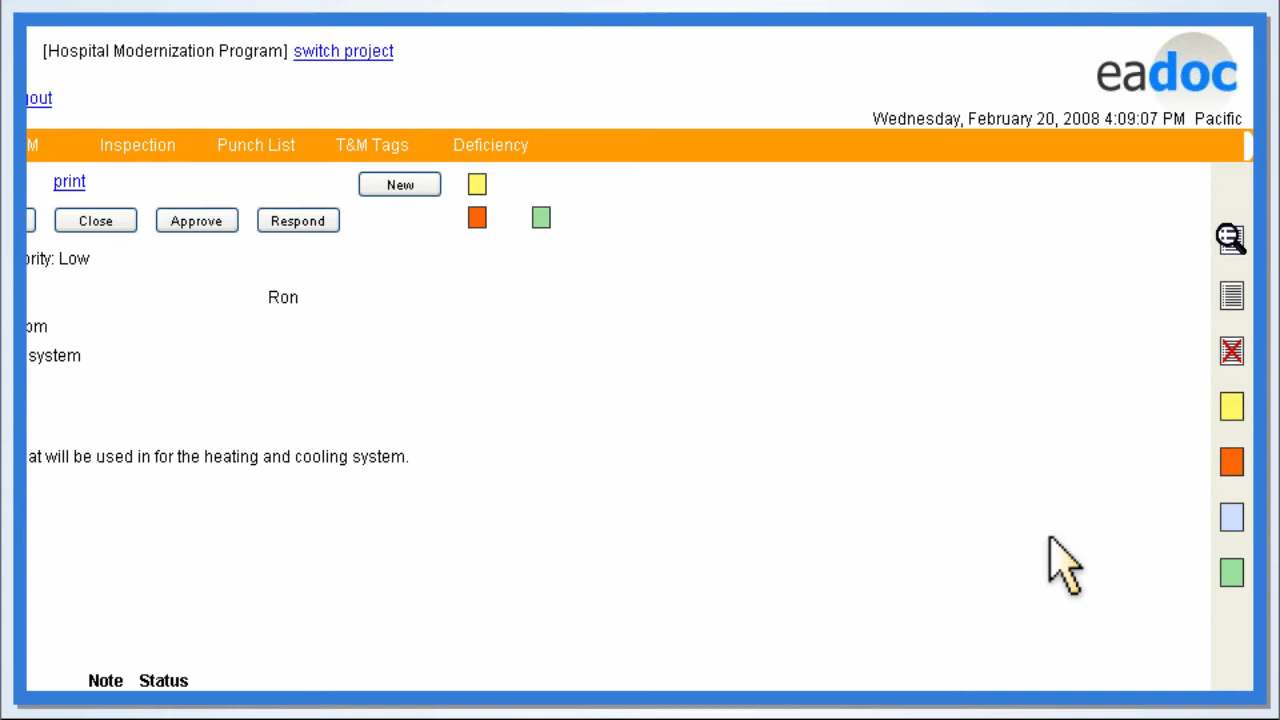 [Hospital Modernization Program] switch project
eadoc
gout
Wednesday, February 20, 2008 4:09:07 PM Pacific
M Inspection Punch List T&M Tags Deficiency
print New
Close Approve Respond
ority: Low
Ron
om
system
at will be used in for the heating and cooling system.
Note Status